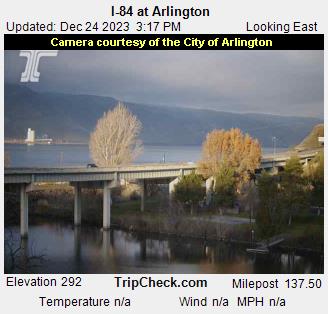 I-84 at Arlington
Updated: Dec 24 2023 3:17 PM Looking East
Camera courtesy of the City of Arlington
Elevation 292 TripCheck.com Milepost 137.50
Temperature n/a Wind n/a MPH n/a